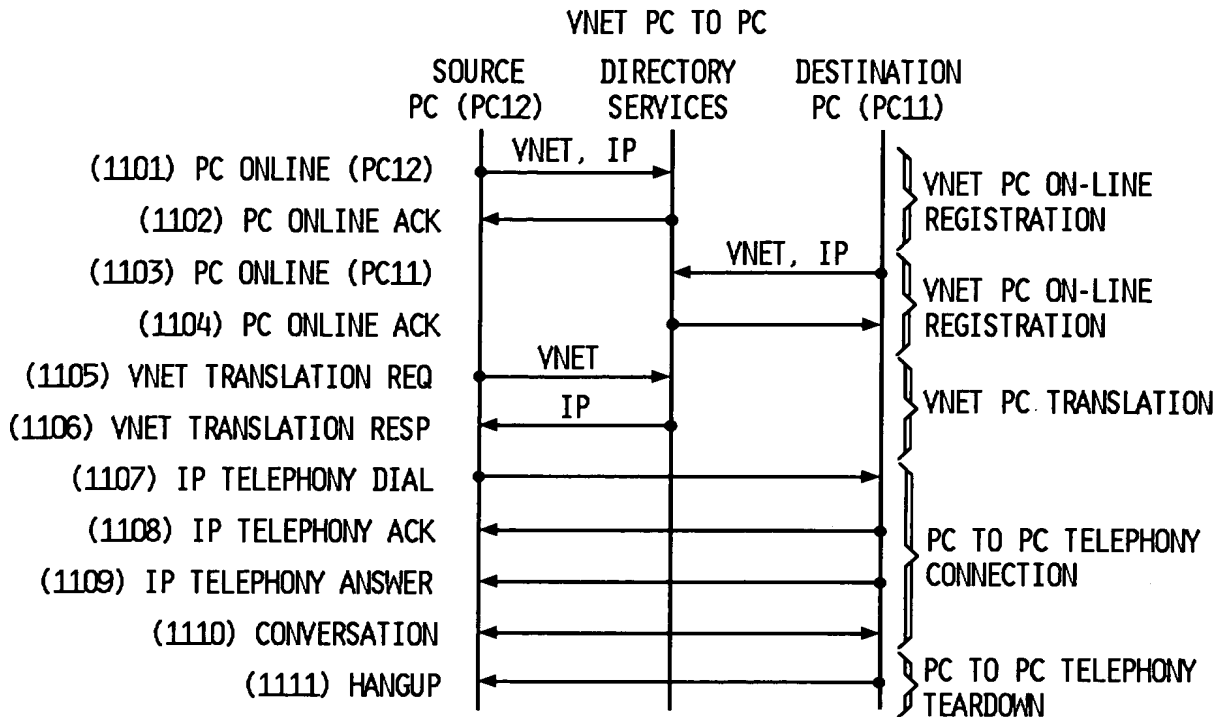 VNET PC TO PC
SOURCE PC (PC12)
DIRECTORY SERVICES
DESTINATION PC (PC11)
(1101) PC ONLINE (PC12)
VNET, IP
(1102) PC ONLINE ACK
VNET PC ON-LINE
REGISTRATION
(1103) PC ONLINE (PC11)
VNET, IP
(1104) PC ONLINE ACK
VNET PC ON-LINE
REGISTRATION
(1105) VNET TRANSLATION REQ
VNET
(1106) VNET TRANSLATION RESP
IP
VNET PC TRANSLATION
(1107) IP TELEPHONY DIAL
(1108) IP TELEPHONY ACK
(1109) IP TELEPHONY ANSWER
(1110) CONVERSATION
PC TO PC TELEPHONY
CONNECTION
(1111) HANGUP
PC TO PC TELEPHONY
TEARDOWN